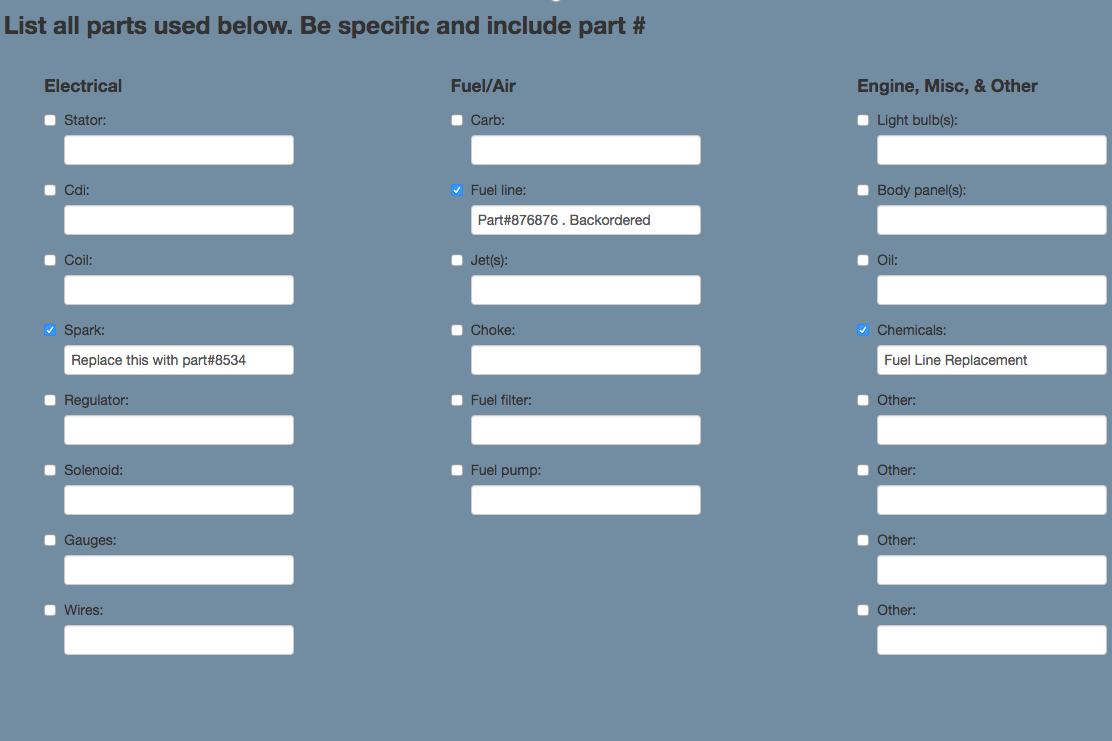 List all parts used below. Be specific and include part #
Electrical
Stator:
Cdi:
Coil:
Spark:
Replace this with part#8534
Regulator:
Solenoid:
Gauges:
Wires:
Fuel/Air
Carb:
Fuel line:
Part#876876 . Backordered
Jet(s):
Choke:
Fuel filter:
Fuel pump:
Engine, Misc, & Other
Light bulb(s):
Body panel(s):
Oil:
Chemicals:
Fuel Line Replacement
Other:
Other:
Other:
Other: